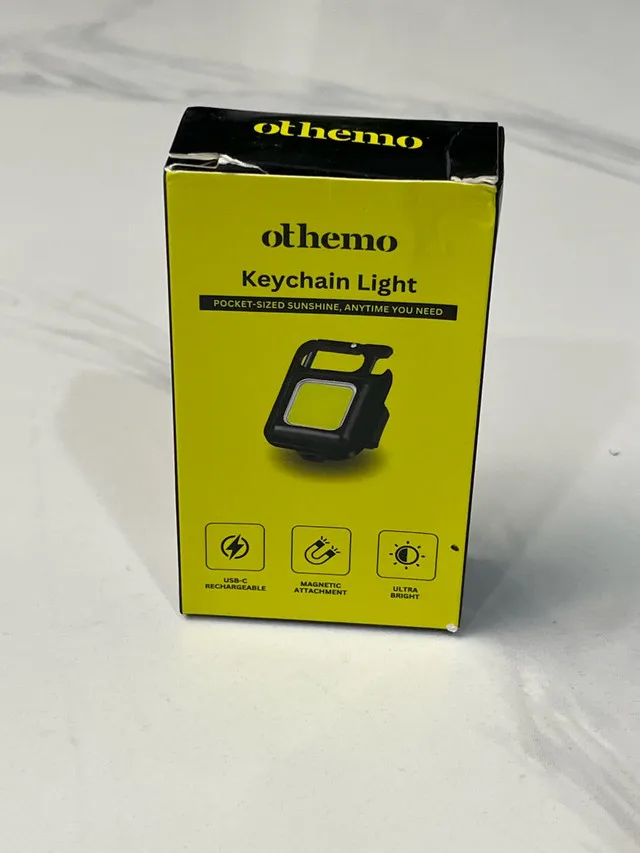 othemo
othemo
Keychain Light
POCKET-SIZED SUNSHINE, ANYTIME YOU NEED
USB-C
RECHARGEABLE
MAGNETIC
ATTACHMENT
ULTRA
BRIGHT